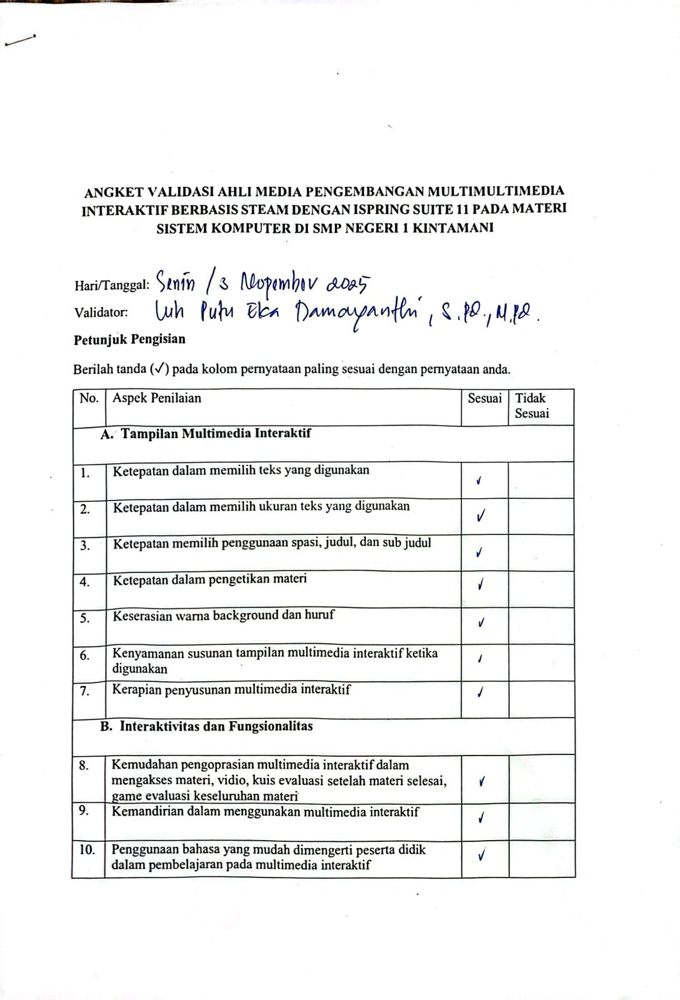 ANGKET VALIDASI AHLI MEDIA PENGEMBANGAN MULTIMULTIMEDIA
INTERAKTIF BERBASIS STEAM DENGAN ISPRING SUITE 11 PADA MATERI
SISTEM KOMPUTER DI SMP NEGERI 1 KINTAMANI
Hari/Tanggal: Senin / 3 Nopember 2025
Validator: Luh Putu Eka Damayanthi, S.Pd., M.Pd.
Petunjuk Pengisian
Berilah tanda (✓) pada kolom pernyataan paling sesuai dengan pernyataan anda.
No. Aspek Penilaian Sesuai Tidak
Sesuai
A. Tampilan Multimedia Interaktif
1. Ketepatan dalam memilih teks yang digunakan ✓
2. Ketepatan dalam memilih ukuran teks yang digunakan ✓
3. Ketepatan memilih penggunaan spasi, judul, dan sub judul ✓
4. Ketepatan dalam pengetikan materi ✓
5. Keserasian warna background dan huruf ✓
6. Kenyamanan susunan tampilan multimedia interaktif ketika ✓
digunakan
7. Kerapian penyusunan multimedia interaktif ✓
B. Interaktivitas dan Fungsionalitas
8. Kemudahan pengoprasian multimedia interaktif dalam
mengakses materi, vidio, kuis evaluasi setelah materi selesai, ✓
game evaluasi keseluruhan materi
9. Kemandirian dalam menggunakan multimedia interaktif ✓
10. Penggunaan bahasa yang mudah dimengerti peserta didik ✓
dalam pembelajaran pada multimedia interaktif